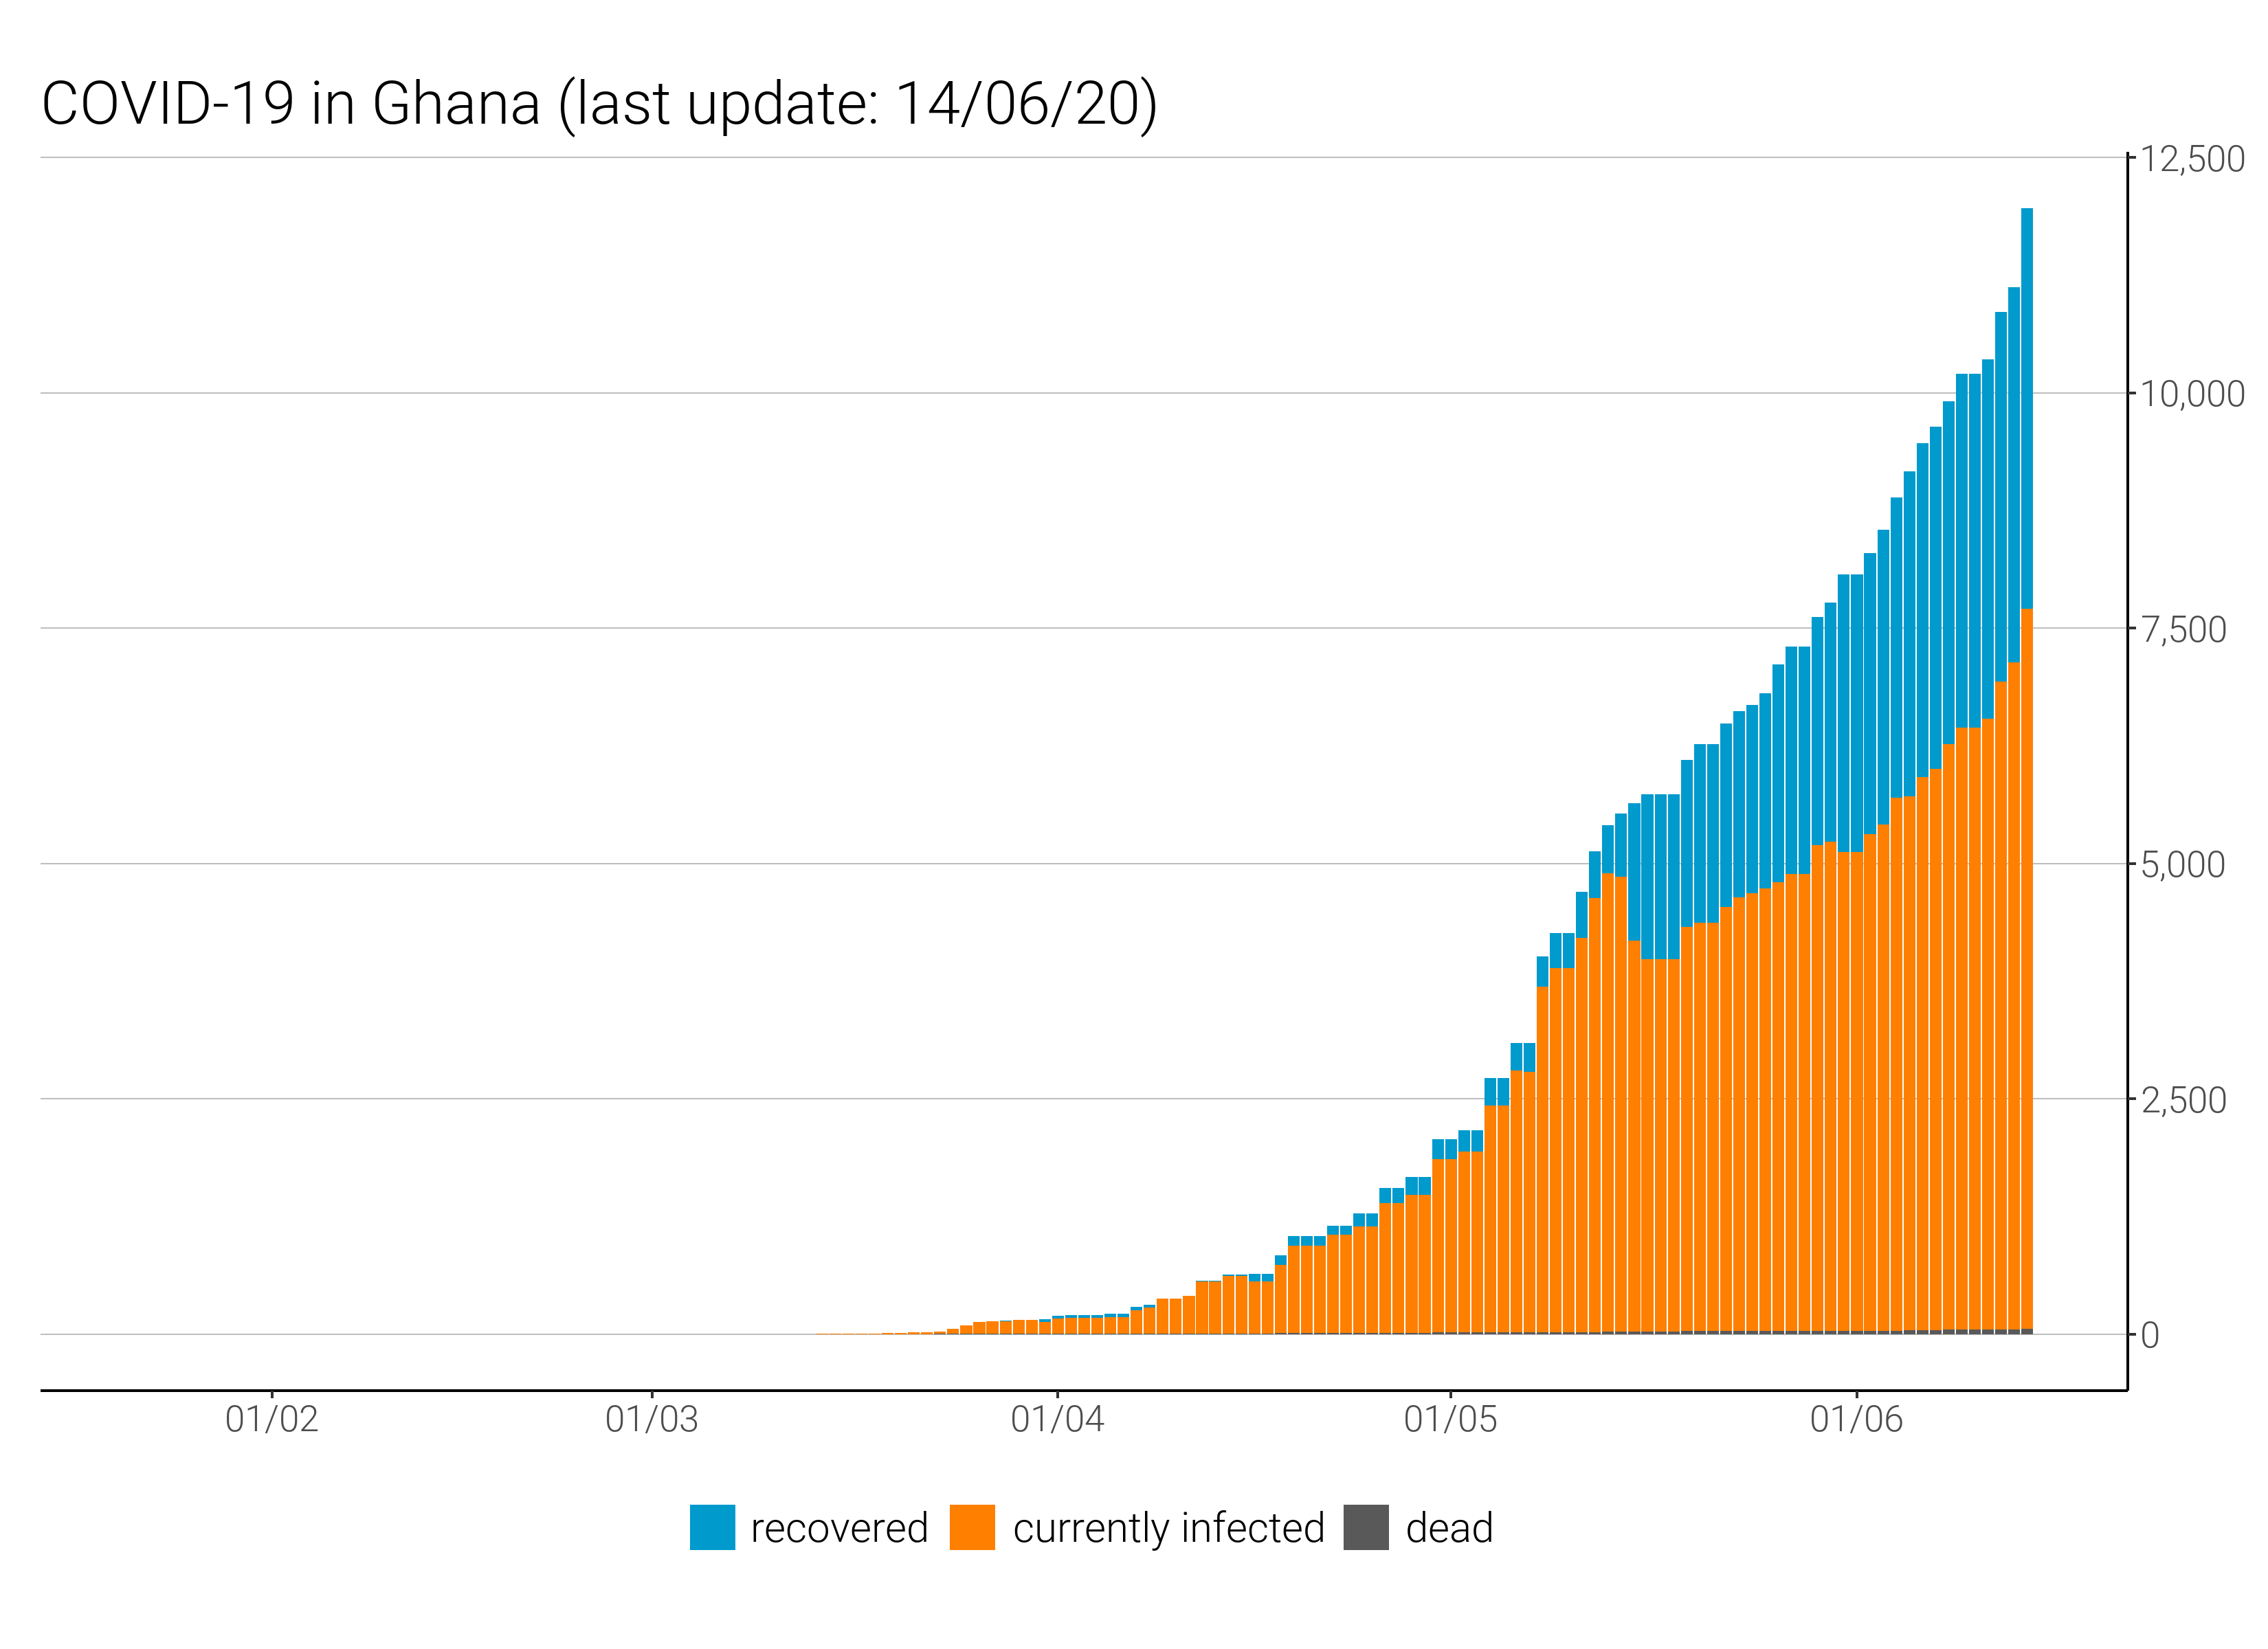 COVID-19 in Ghana (last update: 14/06/20)
12,500
10,000
7,500
5,000
2,500
0
01/02 01/03 01/04 01/05 01/06
recovered currently infected dead